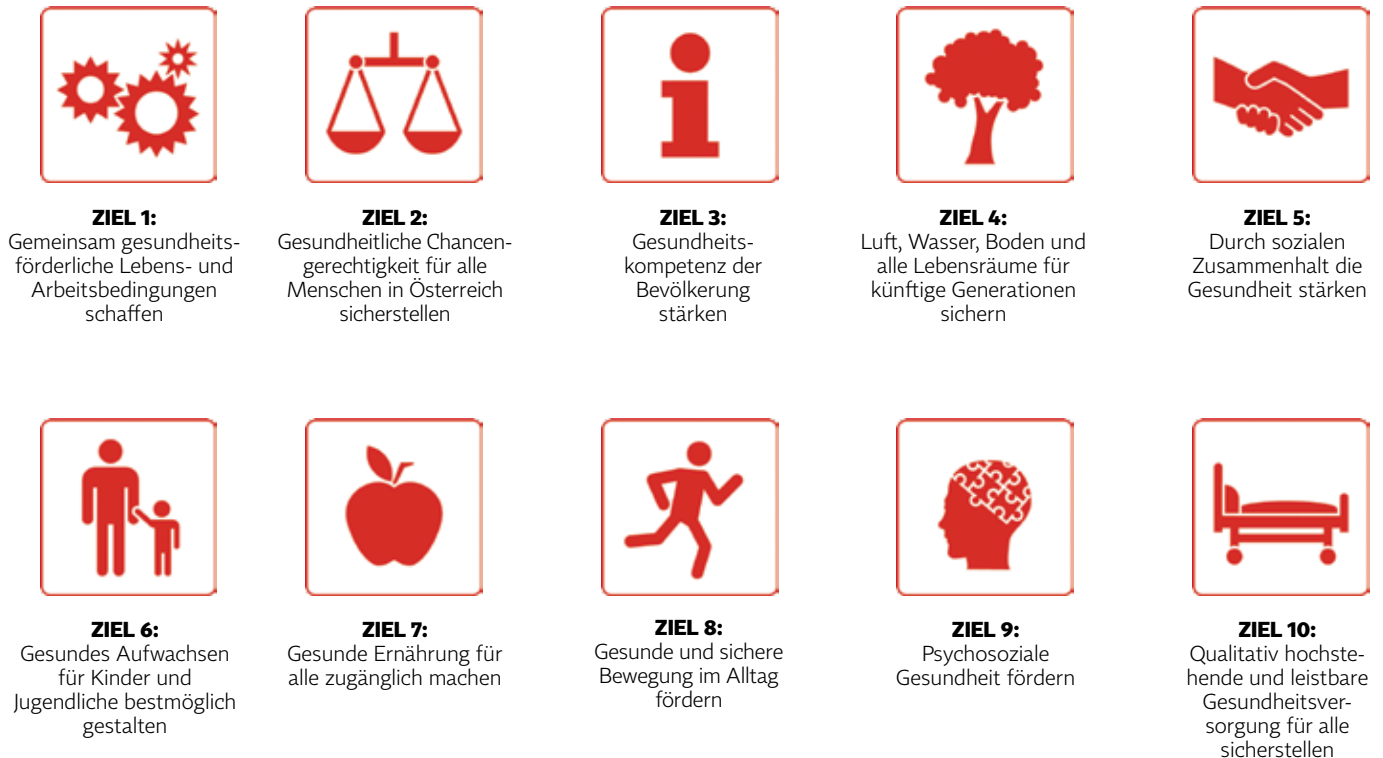 ZIEL 1:
Gemeinsam gesundheits-
förderliche Lebens- und
Arbeitsbedingungen
schaffen
ZIEL 2:
Gesundheitliche Chancen-
gerechtigkeit für alle
Menschen in Österreich
sicherstellen
ZIEL 3:
Gesundheits-
kompetenz der
Bevölkerung
stärken
ZIEL 4:
Luft, Wasser, Boden und
alle Lebensräume für
künftige Generationen
sichern
ZIEL 5:
Durch sozialen
Zusammenhalt die
Gesundheit stärken
ZIEL 6:
Gesundes Aufwachsen
für Kinder und
Jugendliche bestmöglich
gestalten
ZIEL 7:
Gesunde Ernährung für
alle zugänglich machen
ZIEL 8:
Gesunde und sichere
Bewegung im Alltag
fördern
ZIEL 9:
Psychosoziale
Gesundheit fördern
ZIEL 10:
Qualitativ hochste-
hende und leistbare
Gesundheitsver-
sorgung für alle
sicherstellen